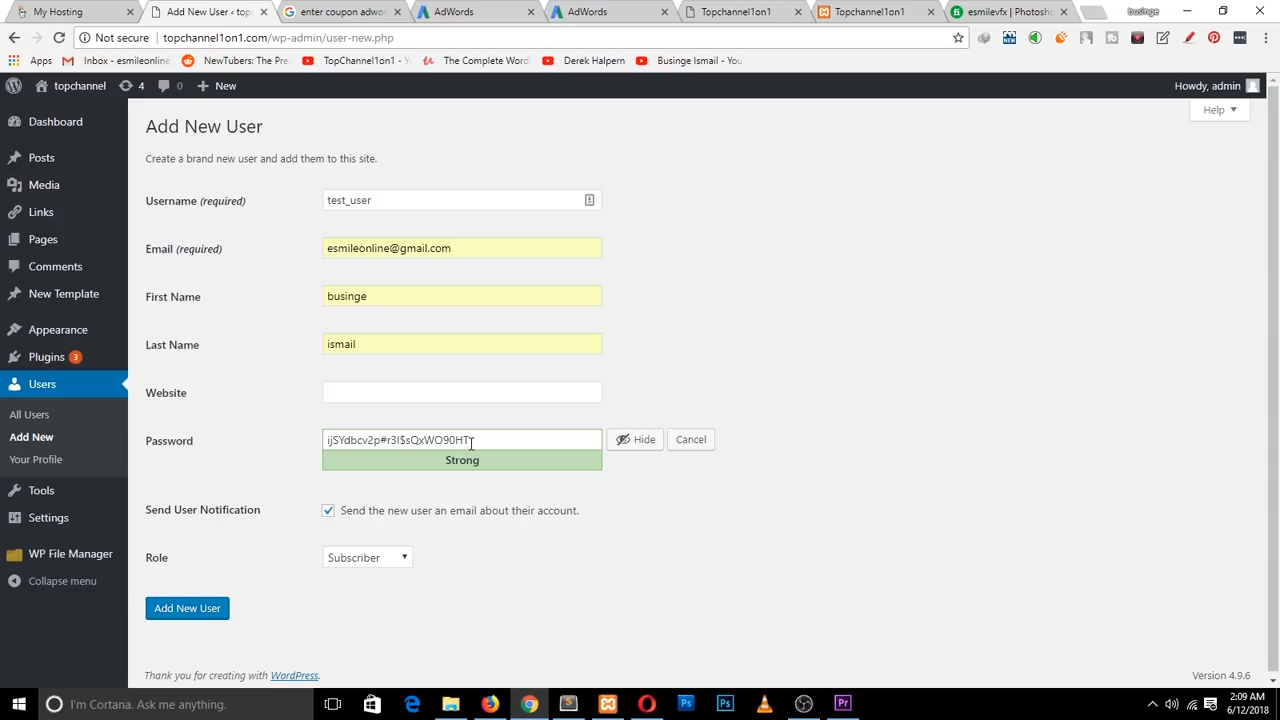 My Hosting
Add New User ‹ top
enter coupon adwo
AdWords
AdWords
Topchannel1on1
Topchannel1on1
esmilevfx | Photosh
businge
Not secure | topchannel1on1.com/wp-admin/user-new.php
Apps
Inbox - esmileonline
NewTubers: The Pre
TopChannel1on1 -
The Complete Word
Derek Halpern
Businge Ismail - You
topchannel
4
0
New
Howdy, admin
Dashboard
Posts
Media
Links
Pages
Comments
New Template
Appearance
Plugins 3
Users
All Users
Add New
Your Profile
Tools
Settings
WP File Manager
Collapse menu
Help
Add New User
Create a brand new user and add them to this site.
Username (required)
test_user
Email (required)
esmileonline@gmail.com
First Name
businge
Last Name
ismail
Website
Password
Hide
Cancel
Strong
Send User Notification
Send the new user an email about their account.
Role
Subscriber
Add New User
Thank you for creating with WordPress.
Version 4.9.6
I'm Cortana. Ask me anything.
2:09 AM
6/12/2018